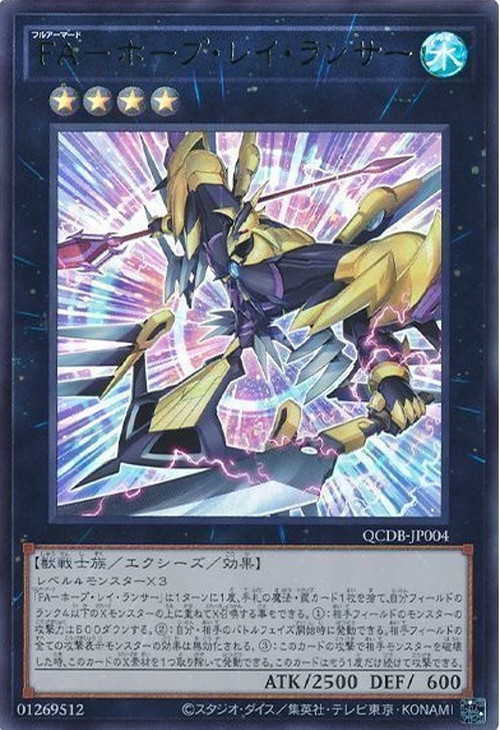 フルアーマード
FA－ホープ・レイ・ランサー
水
QCDB-JP004
【獣戦士族／エクシーズ／効果】
レベル４モンスター×３
「FA－ホープ・レイ・ランサー」は１ターンに１度、手札の魔法・罠カード１枚を捨て、自分フィールドの
ランク４以下のXモンスターの上に重ねてX召喚する事もできる。①：相手フィールドのモンスターの
攻撃力は５００ダウンする。②：自分・相手のバトルフェイズ開始時に発動できる。相手フィールドの
全ての攻撃表示モンスターの効果は無効化される。③：このカードの攻撃で相手モンスターを破壊
した時、このカードのX素材を１つ取り除いて発動できる。このカードはもう１度だけ続けて攻撃できる。
ATK/2500 DEF/ 600
01269512
©スタジオ・ダイス／集英社・テレビ東京・KONAMI